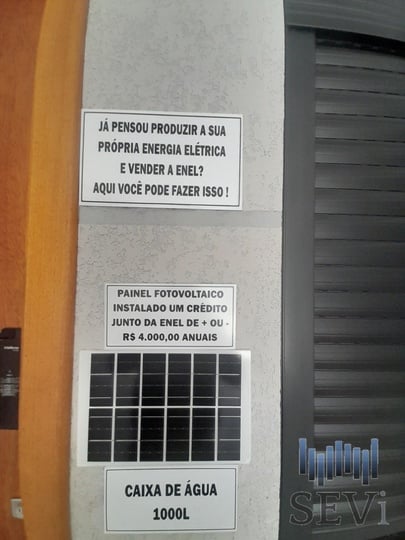 JÁ PENSOU PRODUZIR A SUA
PRÓPRIA ENERGIA ELÉTRICA
E VENDER A ENEL?
AQUI VOCÊ PODE FAZER ISSO !
PAINEL FOTOVOLTAICO
INSTALADO UM CRÉDITO
JUNTO DA ENEL DE + OU -
R$ 4.000,00 ANUAIS
CAIXA DE ÁGUA
1000L
SEVi